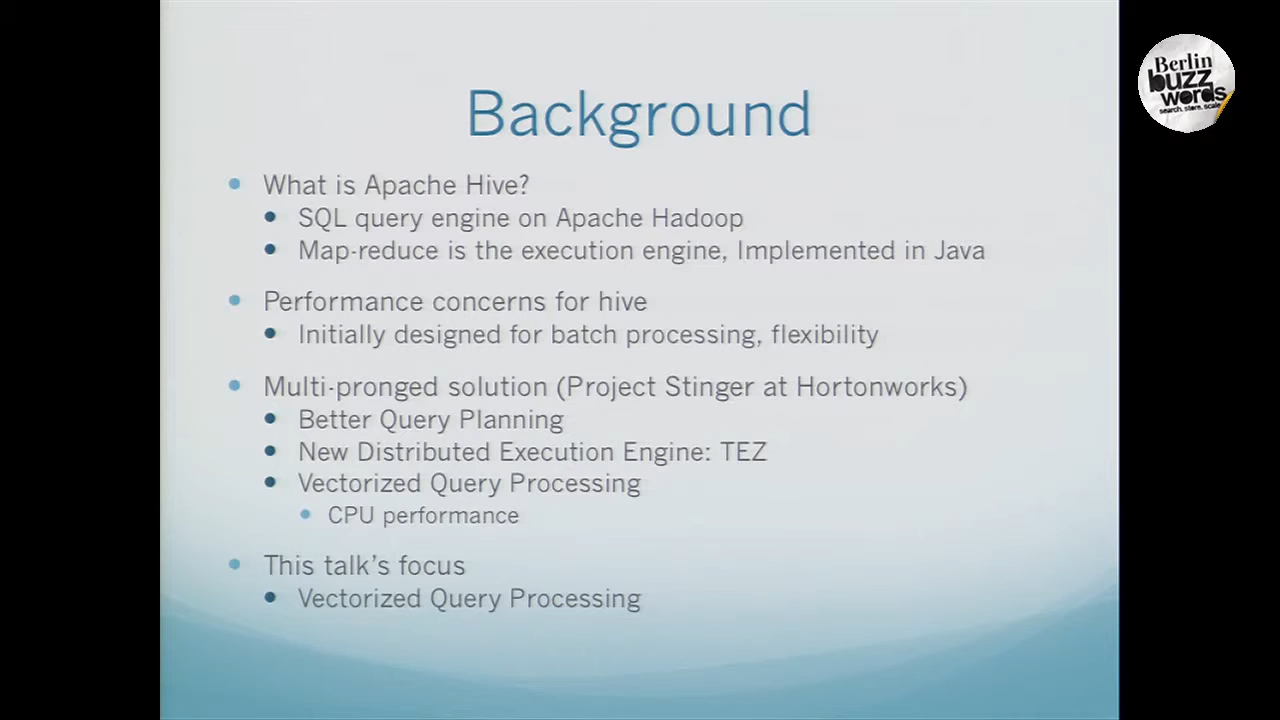 Background
What is Apache Hive?
SQL query engine on Apache Hadoop
Map-reduce is the execution engine, Implemented in Java
Performance concerns for hive
Initially designed for batch processing, flexibility
Multi-pronged solution (Project Stinger at Hortonworks)
Better Query Planning
New Distributed Execution Engine: TEZ
Vectorized Query Processing
CPU performance
This talk's focus
Vectorized Query Processing
Berlin
buzz
words
search. store. scale